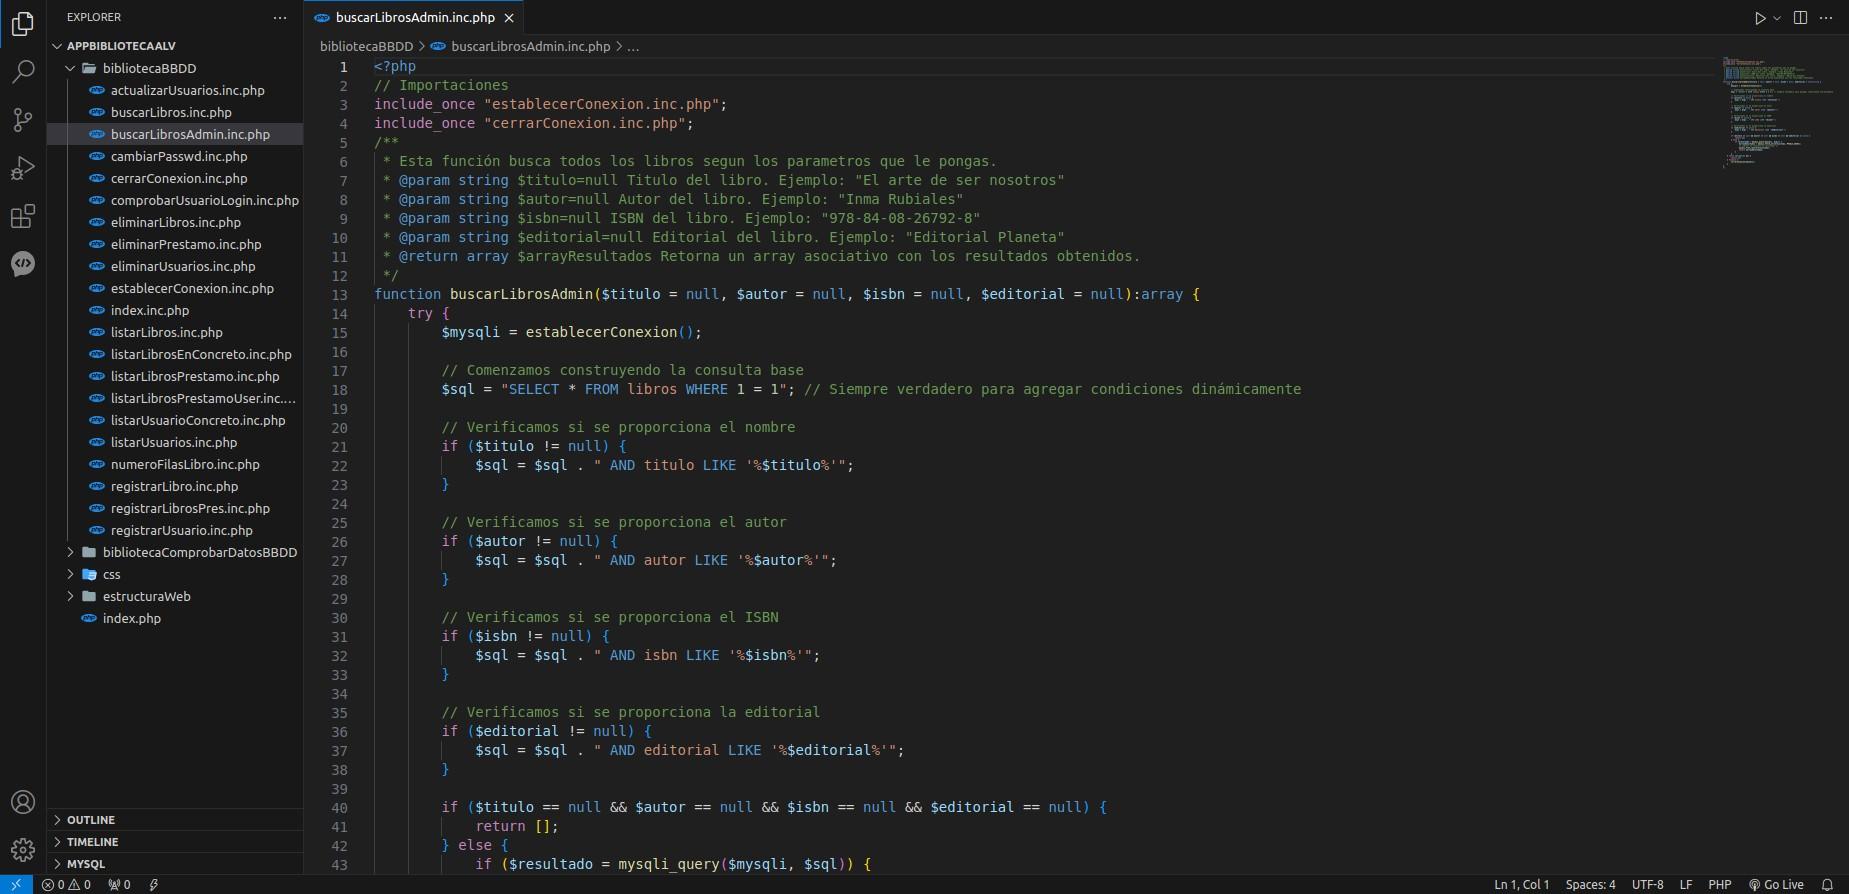 EXPLORER
APPBIBLIOTECAALV
bibliotecaBBDD
actualizarUsuarios.inc.php
buscarLibros.inc.php
buscarLibrosAdmin.inc.php
cambiarPasswd.inc.php
cerrarConexion.inc.php
comprobarUsuarioLogin.inc.php
eliminarLibros.inc.php
eliminarPrestamo.inc.php
eliminarUsuarios.inc.php
establecerConexion.inc.php
index.inc.php
listarLibros.inc.php
listarLibrosEnConcreto.inc.php
listarLibrosPrestamo.inc.php
listarLibrosPrestamoUser.inc....
listarUsuarioConcreto.inc.php
listarUsuarios.inc.php
numeroFilasLibro.inc.php
registrarLibro.inc.php
registrarLibrosPres.inc.php
registrarUsuario.inc.php
bibliotecaComprobarDatosBBDD
css
estructuraWeb
index.php
OUTLINE
TIMELINE
MYSQL
buscarLibrosAdmin.inc.php
bibliotecaBBDD > buscarLibrosAdmin.inc.php > ...
1 <?php
2 // Importaciones
3 include_once "establecerConexion.inc.php";
4 include_once "cerrarConexion.inc.php";
5 /**
6 * Esta función busca todos los libros segun los parametros que le pongas.
7 * @param string $titulo=null Titulo del libro. Ejemplo: "El arte de ser nosotros"
8 * @param string $autor=null Autor del libro. Ejemplo: "Inma Rubiales"
9 * @param string $isbn=null ISBN del libro. Ejemplo: "978-84-08-26792-8"
10 * @param string $editorial=null Editorial del libro. Ejemplo: "Editorial Planeta"
11 * @return array $arrayResultados Retorna un array asociativo con los resultados obtenidos.
12 */
13 function buscarLibrosAdmin($titulo = null, $autor = null, $isbn = null, $editorial = null):array {
14 try {
15 $mysqli = establecerConexion();
16
17 // Comenzamos construyendo la consulta base
18 $sql = "SELECT * FROM libros WHERE 1 = 1"; // Siempre verdadero para agregar condiciones dinámicamente
19
20 // Verificamos si se proporciona el nombre
21 if ($titulo != null) {
22 $sql = $sql . " AND titulo LIKE '%$titulo%'";
23 }
24
25 // Verificamos si se proporciona el autor
26 if ($autor != null) {
27 $sql = $sql . " AND autor LIKE '%$autor%'";
28 }
29
30 // Verificamos si se proporciona el ISBN
31 if ($isbn != null) {
32 $sql = $sql . " AND isbn LIKE '%$isbn%'";
33 }
34
35 // Verificamos si se proporciona la editorial
36 if ($editorial != null) {
37 $sql = $sql . " AND editorial LIKE '%$editorial%'";
38 }
39
40 if ($titulo == null && $autor == null && $isbn == null && $editorial == null) {
41 return [];
42 } else {
43 if ($resultado = mysqli_query($mysqli, $sql)) {
0 0 0 Ln 1, Col 1 Spaces: 4 UTF-8 LF PHP Go Live